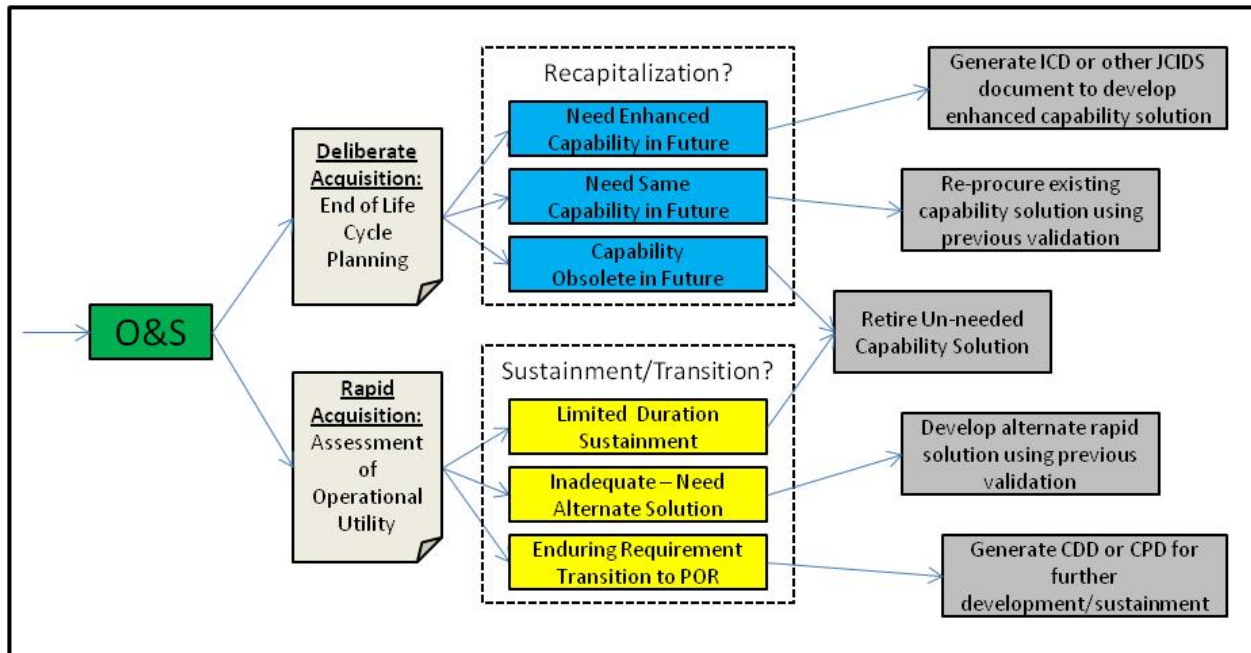 O&S
Deliberate
Acquisition:
End of Life
Cycle
Planning
Rapid
Acquisition:
Assessment
of
Operational
Utility
Recapitalization?
Need Enhanced
Capability in Future
Need Same
Capability in Future
Capability
Obsolete in Future
Sustainment/Transition?
Limited Duration
Sustainment
Inadequate – Need
Alternate Solution
Enduring Requirement
Transition to POR
Generate ICD or other JCIDS
document to develop
enhanced capability solution
Re-procure existing
capability solution using
previous validation
Retire Un-needed
Capability Solution
Develop alternate rapid
solution using previous
validation
Generate CDD or CPD for
further
development/sustainment